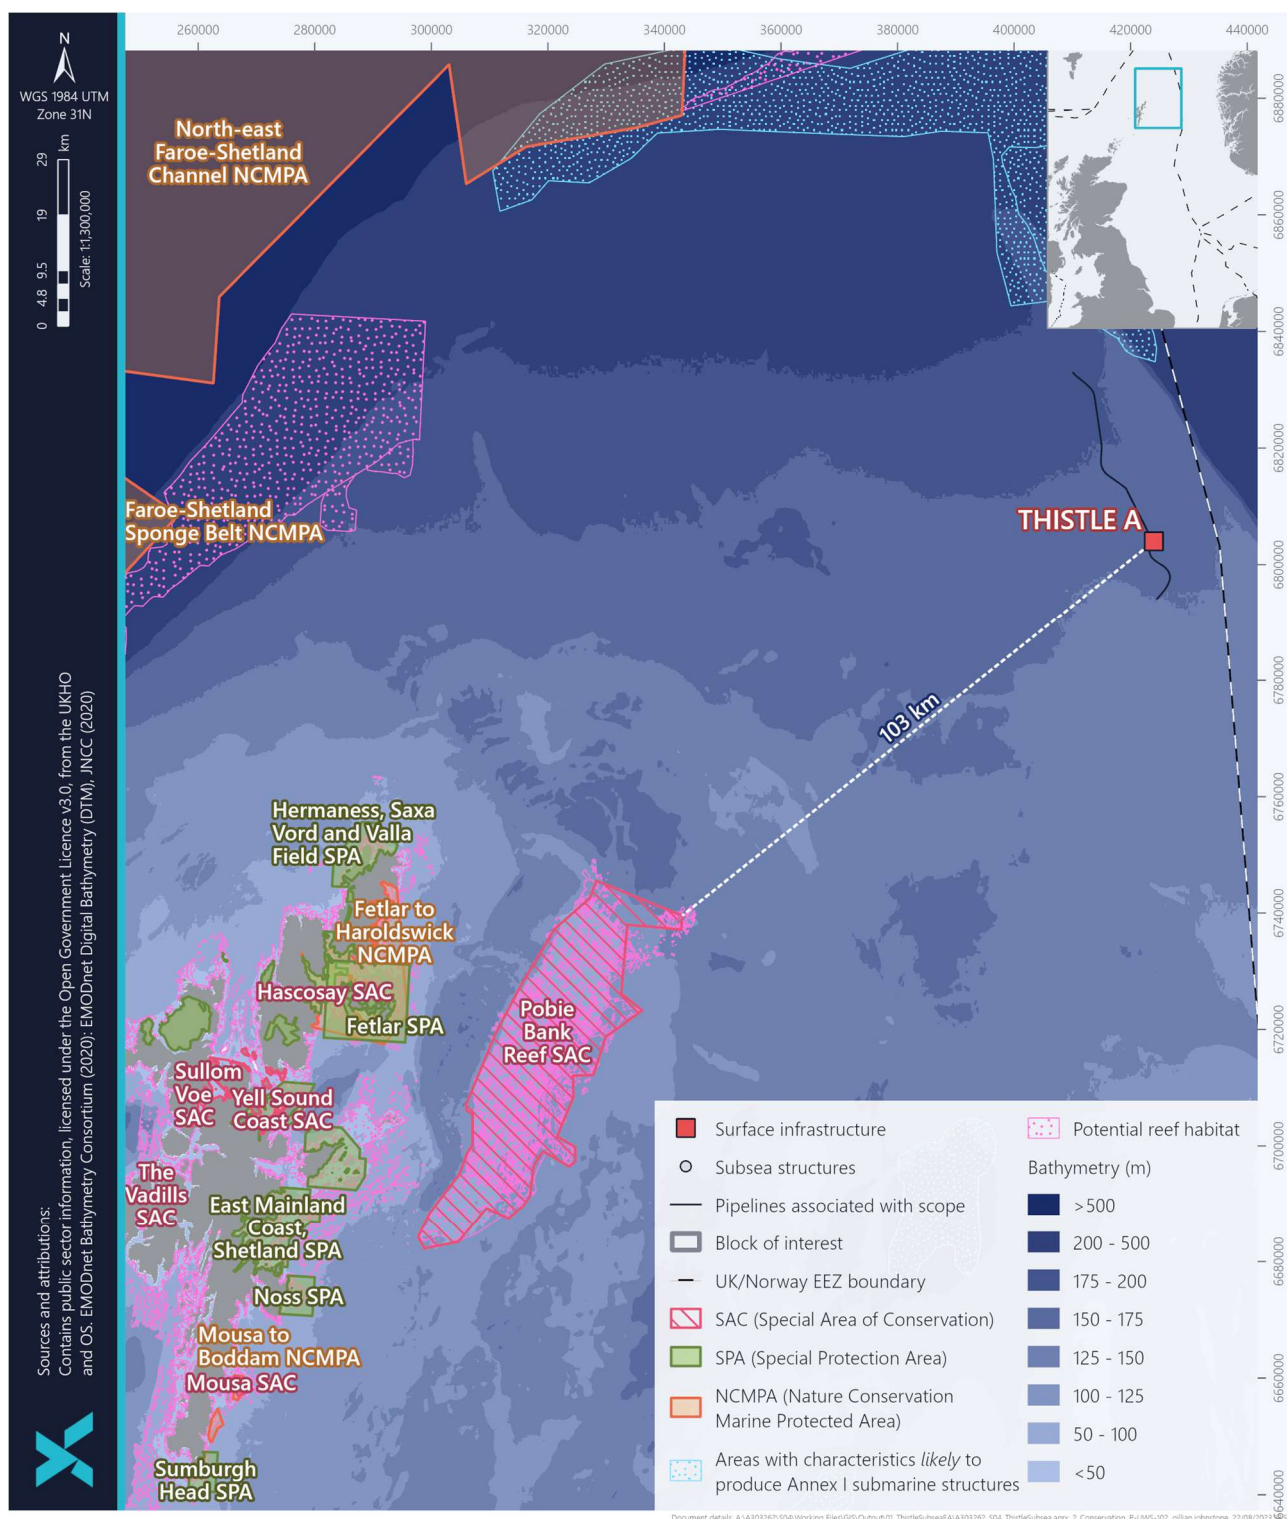 260000 280000 300000 320000 340000 360000 380000 400000 420000 440000
N
WGS 1984 UTM
Zone 31N
km
0 4.8 9.5 19 29
Scale: 1:1,300,000
Sources and attributions:
Contains public sector information, licensed under the Open Government Licence v3.0, from the UKHO
and OS. EMODnet Bathymetry Consortium (2020): EMODnet Digital Bathymetry (DTM), JNCC (2020)
6880000
6860000
6840000
6820000
6800000
6780000
6760000
6740000
6720000
6700000
6680000
6660000
6640000
North-east
Faroe-Shetland
Channel NCMPA
Faroe-Shetland
Sponge Belt NCMPA
THISTLE A
103 km
Hermaness, Saxa
Vord and Valla
Field SPA
Fetlar to
Haroldswick
NCMPA
Hascosay SAC
Fetlar SPA
Pobie
Bank
Reef SAC
Sullom
Voe
SAC
Yell Sound
Coast SAC
The
Vadills
SAC
East Mainland
Coast,
Shetland SPA
Noss SPA
Mousa to
Boddam NCMPA
Mousa SAC
Sumburgh
Head SPA
Surface infrastructure
Subsea structures
Pipelines associated with scope
Block of interest
UK/Norway EEZ boundary
SAC (Special Area of Conservation)
SPA (Special Protection Area)
NCMPA (Nature Conservation
Marine Protected Area)
Areas with characteristics likely to
produce Annex I submarine structures
Potential reef habitat
Bathymetry (m)
>500
200 - 500
175 - 200
150 - 175
125 - 150
100 - 125
50 - 100
<50